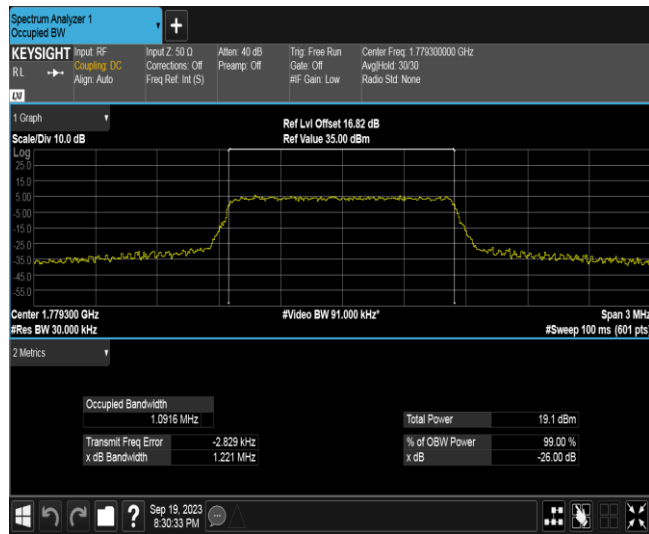 Spectrum Analyzer 1
Occupied BW
+
KEYSIGHT
RL
LXI
Input: RF
Coupling: DC
Align: Auto
Input Z: 50 Ω
Corrections: Off
Freq Ref: Int (S)
Atten: 40 dB
Preamp: Off
Trig: Free Run
Gate: Off
#IF Gain: Low
Center Freq: 1.779300000 GHz
Avg|Hold: 30/30
Radio Std: None
1 Graph
Scale/Div 10.0 dB
Ref Lvl Offset 16.82 dB
Ref Value 35.00 dBm
Log
25.0
15.0
5.00
-5.00
-15.0
-25.0
-35.0
-45.0
-55.0
Center 1.779300 GHz
#Video BW 91.000 kHz*
Span 3 MHz
#Res BW 30.000 kHz
#Sweep 100 ms (601 pts)
2 Metrics
Occupied Bandwidth
1.0916 MHz
Total Power 19.1 dBm
Transmit Freq Error -2.829 kHz
% of OBW Power 99.00 %
x dB Bandwidth 1.221 MHz
x dB -26.00 dB
?
Sep 19, 2023
8:30:33 PM